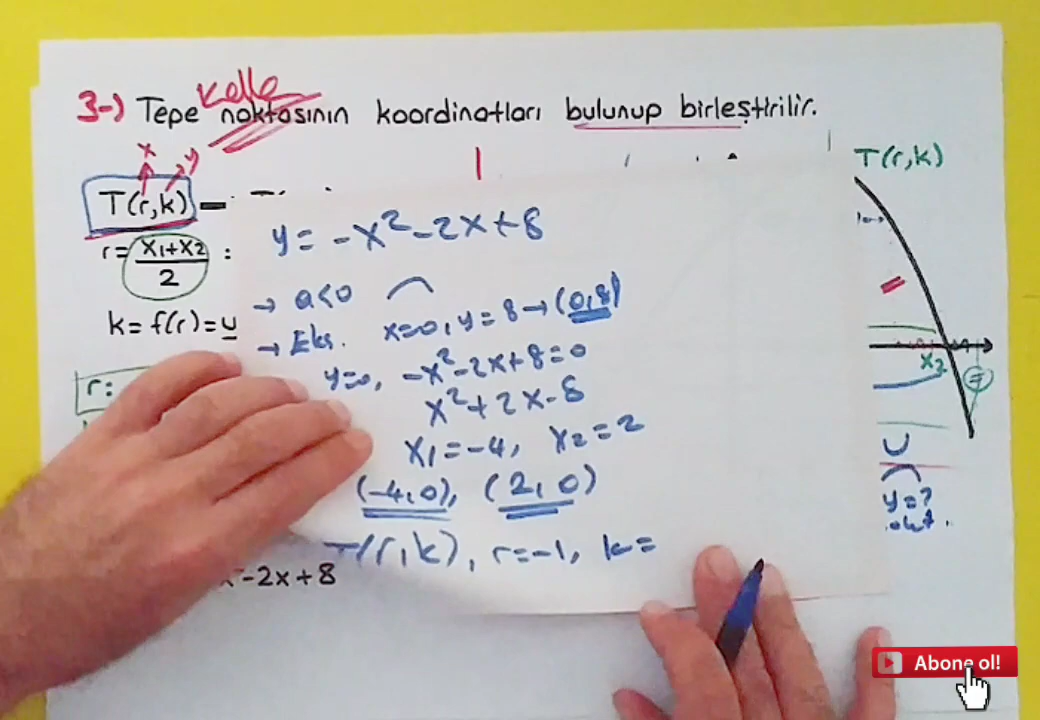 3-) Tepe noktasının koordinatları bulunup birleştirilir.
Kelle
x y
T(r,k)
T(r,k)
r = x₁+x₂ / 2 :
k = f(r) =
r:
y = -x² - 2x + 8
→ a<0
→ Eks. x=0, y=8 → (0,8)
y=0, -x²-2x+8=0
x²+2x-8
x₁=-4, x₂=2
(-4,0), (2,0)
T(r,k), r=-1, k=
-2x+8
x₂
y=?
Abone ol!